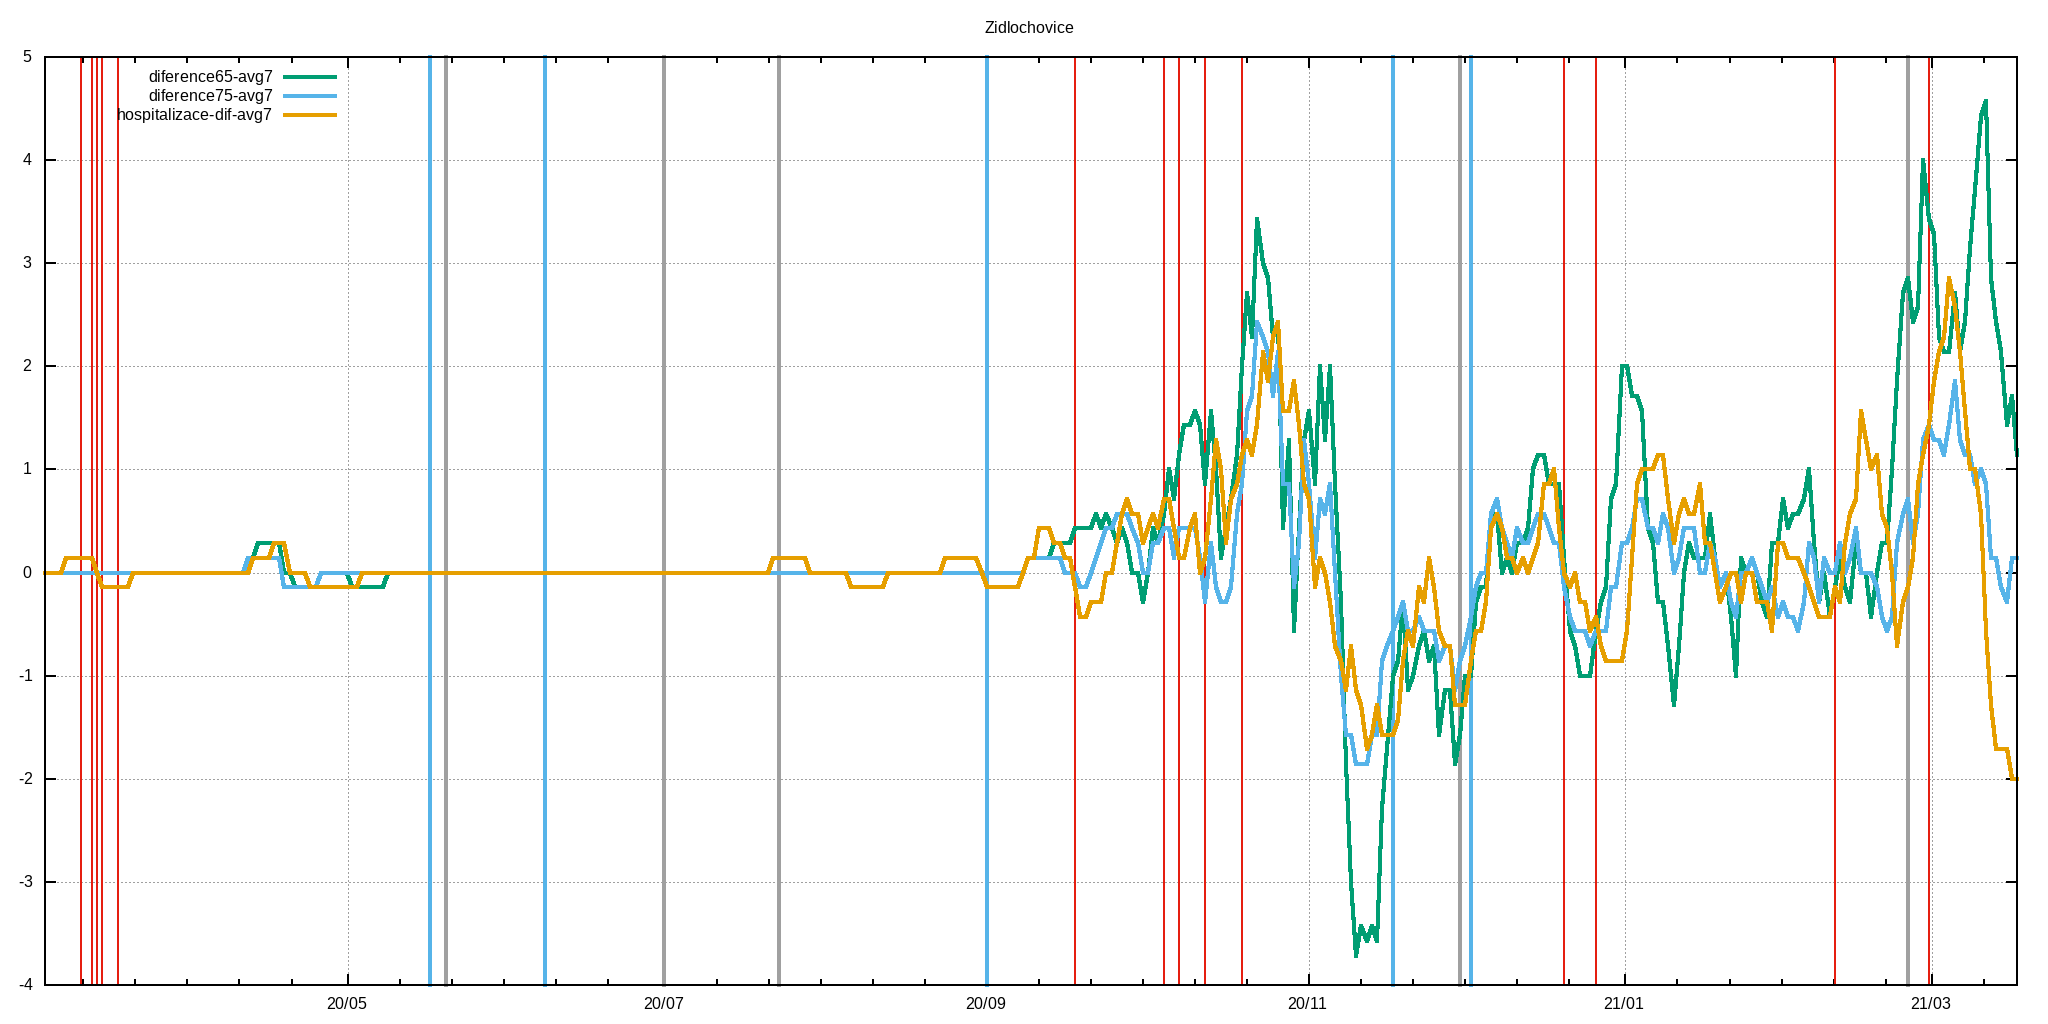 Zidlochovice
5
diference65-avg7
diference75-avg7
hospitalizace-dif-avg7
4
3
2
1
0
-1
-2
-3
-4
20/05 20/07 20/09 20/11 21/01 21/03